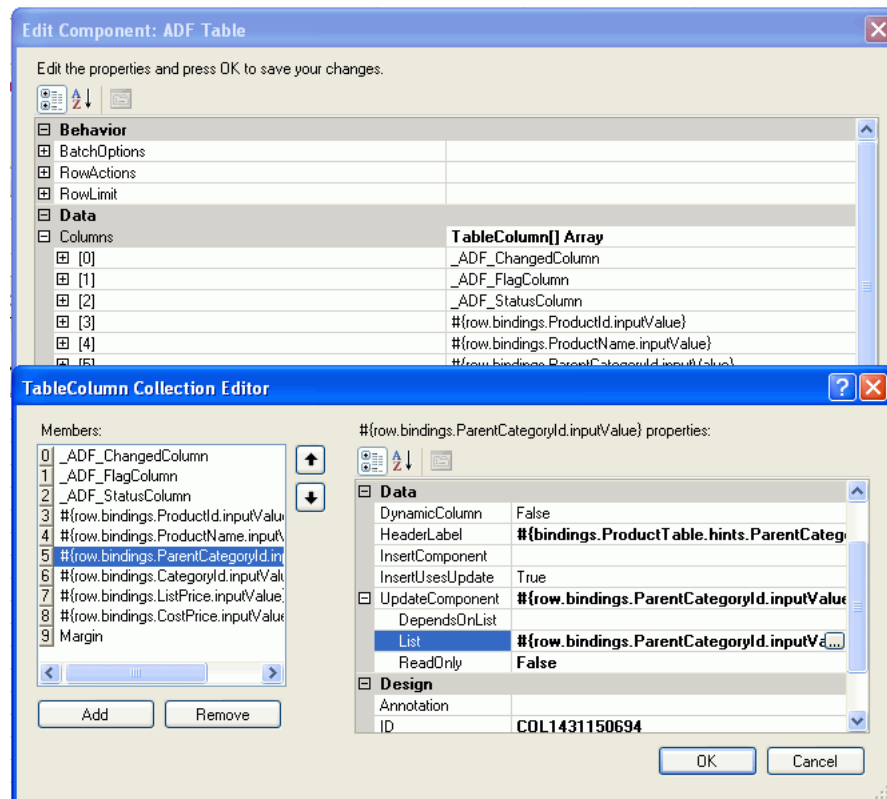 Edit Component: ADF Table
Edit the properties and press OK to save your changes.
Behavior
BatchOptions
RowActions
RowLimit
Data
Columns TableColumn[] Array
[0] _ADF_ChangedColumn
[1] _ADF_FlagColumn
[2] _ADF_StatusColumn
[3] #{row.bindings.ProductId.inputValue}
[4] #{row.bindings.ProductName.inputValue}
[5] #{row.bindings.ParentCategoryId.inputValue}
TableColumn Collection Editor
Members:
0 _ADF_ChangedColumn
1 _ADF_FlagColumn
2 _ADF_StatusColumn
3 #{row.bindings.ProductId.inputValu
4 #{row.bindings.ProductName.input
5 #{row.bindings.ParentCategoryId.in
6 #{row.bindings.CategoryId.inputVal
7 #{row.bindings.ListPrice.inputValue
8 #{row.bindings.CostPrice.inputValue
9 Margin
Add Remove
#{row.bindings.ParentCategoryId.inputValue} properties:
Data
DynamicColumn False
HeaderLabel #{bindings.ProductTable.hints.ParentCateg
InsertComponent
InsertUsesUpdate True
UpdateComponent #{row.bindings.ParentCategoryId.inputValue
DependsOnList
List #{row.bindings.ParentCategoryId.inputVa ...
ReadOnly False
Design
Annotation
ID COL1431150694
OK Cancel